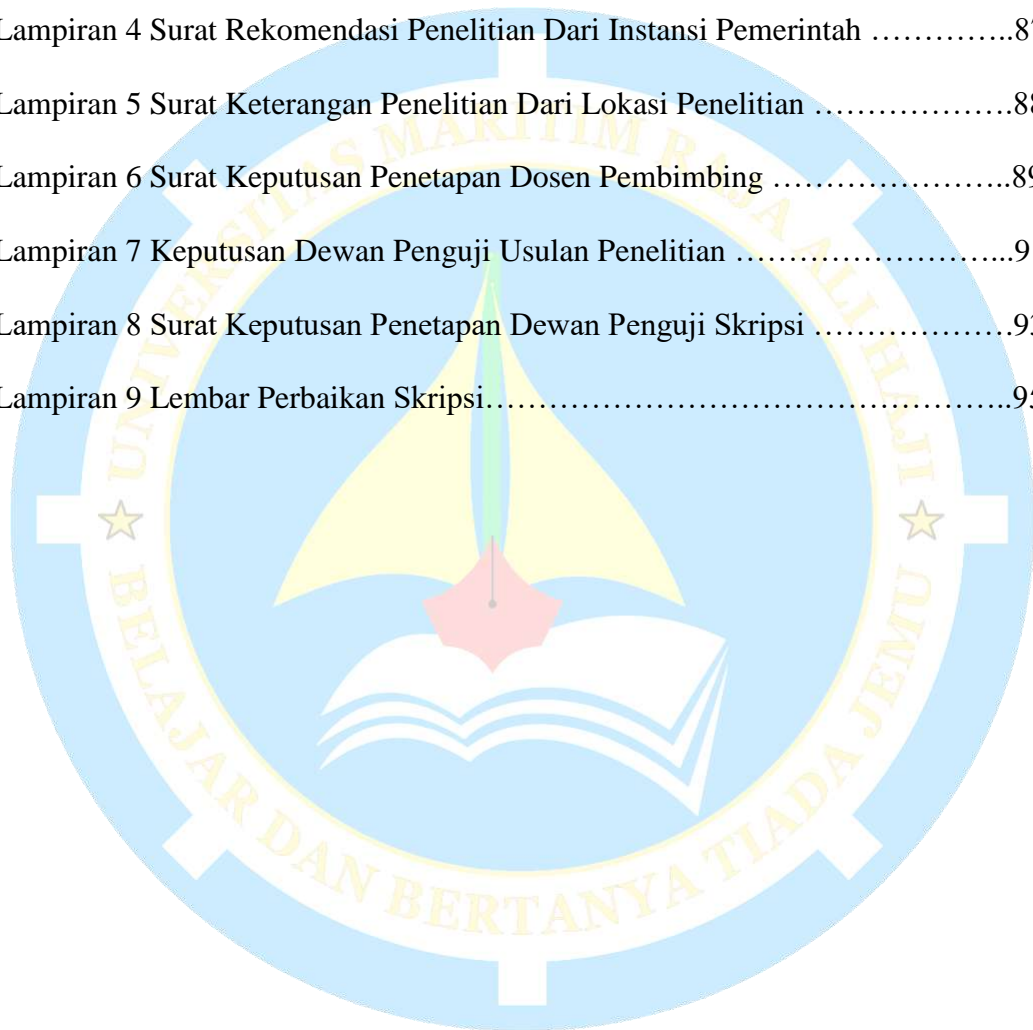 Lampiran 4 Surat Rekomendasi Penelitian Dari Instansi Pemerintah …………..87
Lampiran 5 Surat Keterangan Penelitian Dari Lokasi Penelitian ……………….88
Lampiran 6 Surat Keputusan Penetapan Dosen Pembimbing …………………..89
Lampiran 7 Keputusan Dewan Penguji Usulan Penelitian ……………………...9
Lampiran 8 Surat Keputusan Penetapan Dewan Penguji Skripsi ……………….93
Lampiran 9 Lembar Perbaikan Skripsi…………………………………………..95
UNIVERSITAS MARITIM RAJA ALI HAJI
BELAJAR DAN BERTANYA TIADA JEMU